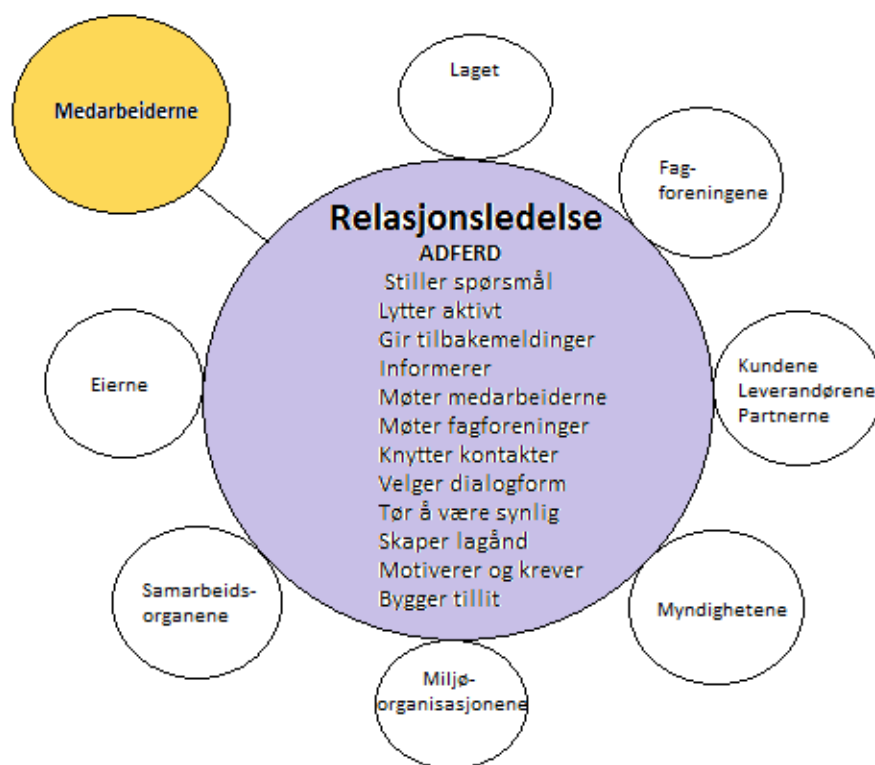 Medarbeiderne
Laget
Fag-
foreningene
Relasjonsledelse
ADFERD
Stiller spørsmål
Lytter aktivt
Gir tilbakemeldinger
Informerer
Møter medarbeiderne
Møter fagforeninger
Knytter kontakter
Velger dialogform
Tør å være synlig
Skaper lagånd
Motiverer og krever
Bygger tillit
Eierne
Kundene
Leverandørene
Partnerne
Samarbeids-
organene
Myndighetene
Miljø-
organisasjonene